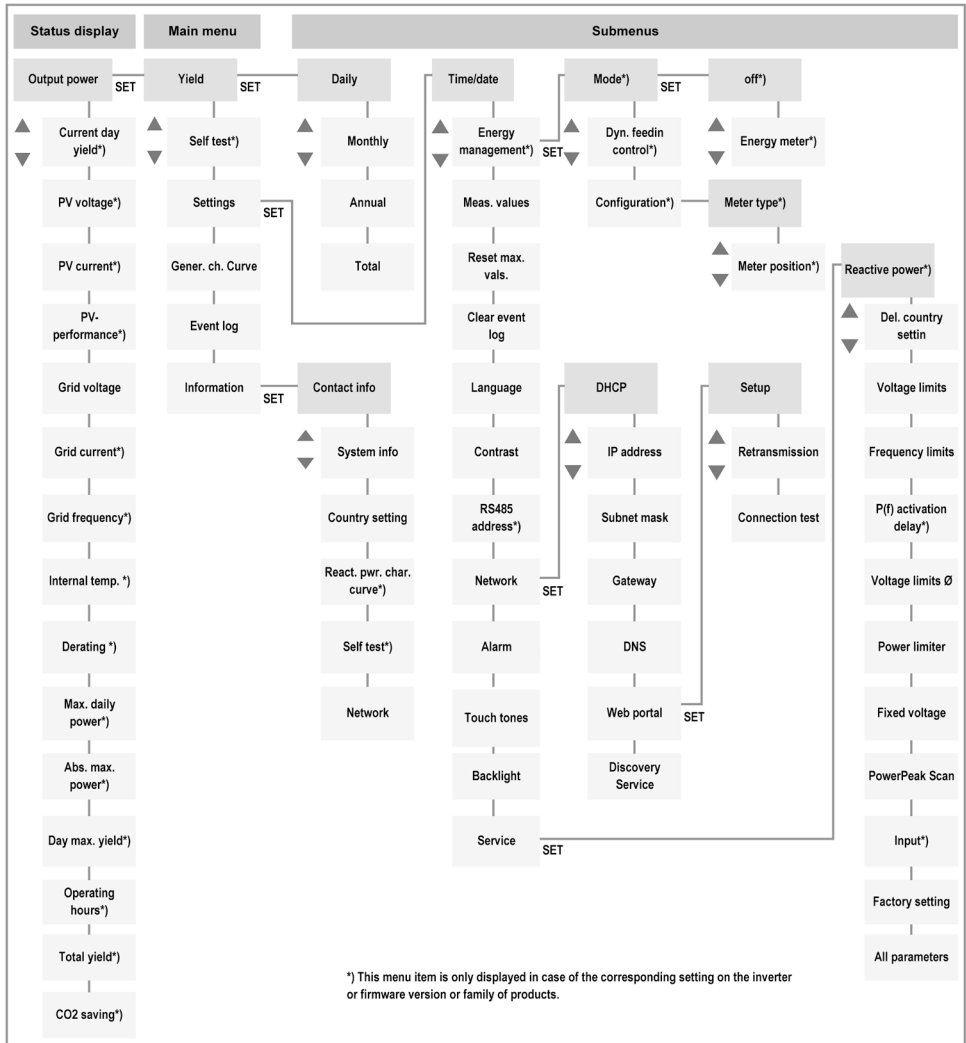 Status display
Main menu
Submenus
Output power
SET
Yield
SET
Daily
Time/date
Mode*)
SET
off*)
Current day
yield*)
Self test*)
Monthly
Energy
management*)
SET
Dyn. feedin
control*)
Energy meter*)
PV voltage*)
Settings
SET
Annual
Meas. values
Configuration*)
Meter type*)
PV current*)
Gener. ch. Curve
Total
Reset max.
vals.
Meter position*)
Reactive power*)
PV-
performance*)
Event log
Clear event
log
Del. country
settin
Grid voltage
Information
SET
Contact info
Language
DHCP
Setup
Voltage limits
Grid current*)
System info
Contrast
IP address
Retransmission
Frequency limits
Grid frequency*)
Country setting
RS485
address*)
Subnet mask
Connection test
P(f) activation
delay*)
Internal temp. *)
React. pwr. char.
curve*)
Network
SET
Gateway
Voltage limits Ø
Derating *)
Self test*)
Alarm
DNS
Power limiter
Max. daily
power*)
Network
Touch tones
Web portal
SET
Fixed voltage
Abs. max.
power*)
Backlight
Discovery
Service
PowerPeak Scan
Day max. yield*)
Service
SET
Input*)
Operating
hours*)
Factory setting
Total yield*)
All parameters
CO2 saving*)
*) This menu item is only displayed in case of the corresponding setting on the inverter
or firmware version or family of products.